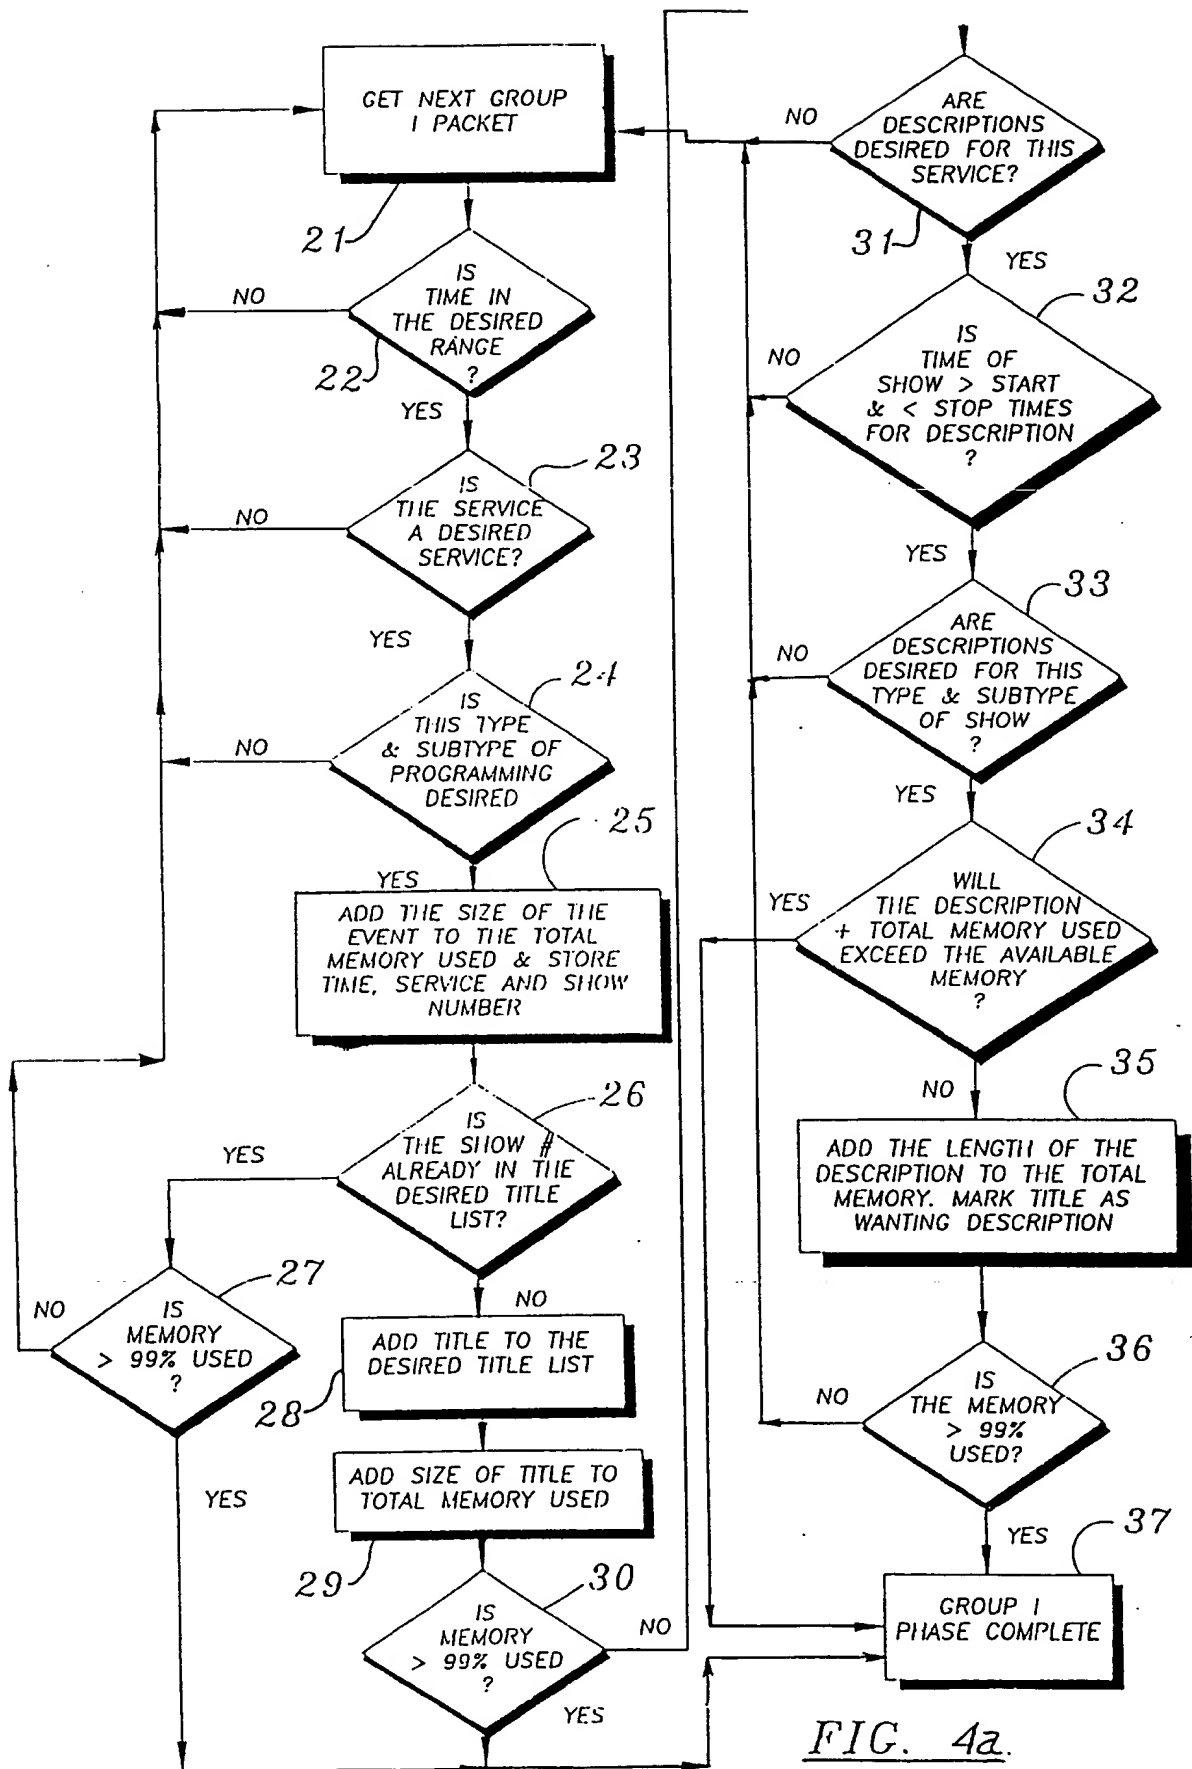 GET NEXT GROUP
1 PACKET
21
IS
TIME IN
THE DESIRED
RANGE
?
22
NO
YES
23
IS
THE SERVICE
A DESIRED
SERVICE?
NO
YES
24
IS
THIS TYPE
& SUBTYPE OF
PROGRAMMING
DESIRED
NO
YES
25
ADD THE SIZE OF THE
EVENT TO THE TOTAL
MEMORY USED & STORE
TIME, SERVICE AND SHOW
NUMBER
26
IS
THE SHOW #
ALREADY IN THE
DESIRED TITLE
LIST?
YES
NO
27
IS
MEMORY
> 99% USED
?
NO
YES
ADD TITLE TO THE
DESIRED TITLE LIST
28
ADD SIZE OF TITLE TO
TOTAL MEMORY USED
29
30
IS
MEMORY
> 99% USED
?
NO
YES
ARE
DESCRIPTIONS
DESIRED FOR THIS
SERVICE?
NO
31
YES
32
IS
TIME OF
SHOW > START
& < STOP TIMES
FOR DESCRIPTION
?
NO
YES
33
ARE
DESCRIPTIONS
DESIRED FOR THIS
TYPE & SUBTYPE
OF SHOW
?
NO
YES
34
WILL
THE DESCRIPTION
+ TOTAL MEMORY USED
EXCEED THE AVAILABLE
MEMORY
?
YES
NO
35
ADD THE LENGTH OF THE
DESCRIPTION TO THE TOTAL
MEMORY. MARK TITLE AS
WANTING DESCRIPTION
36
IS
THE MEMORY
> 99%
USED?
NO
YES
37
GROUP 1
PHASE COMPLETE
FIG. 4a.